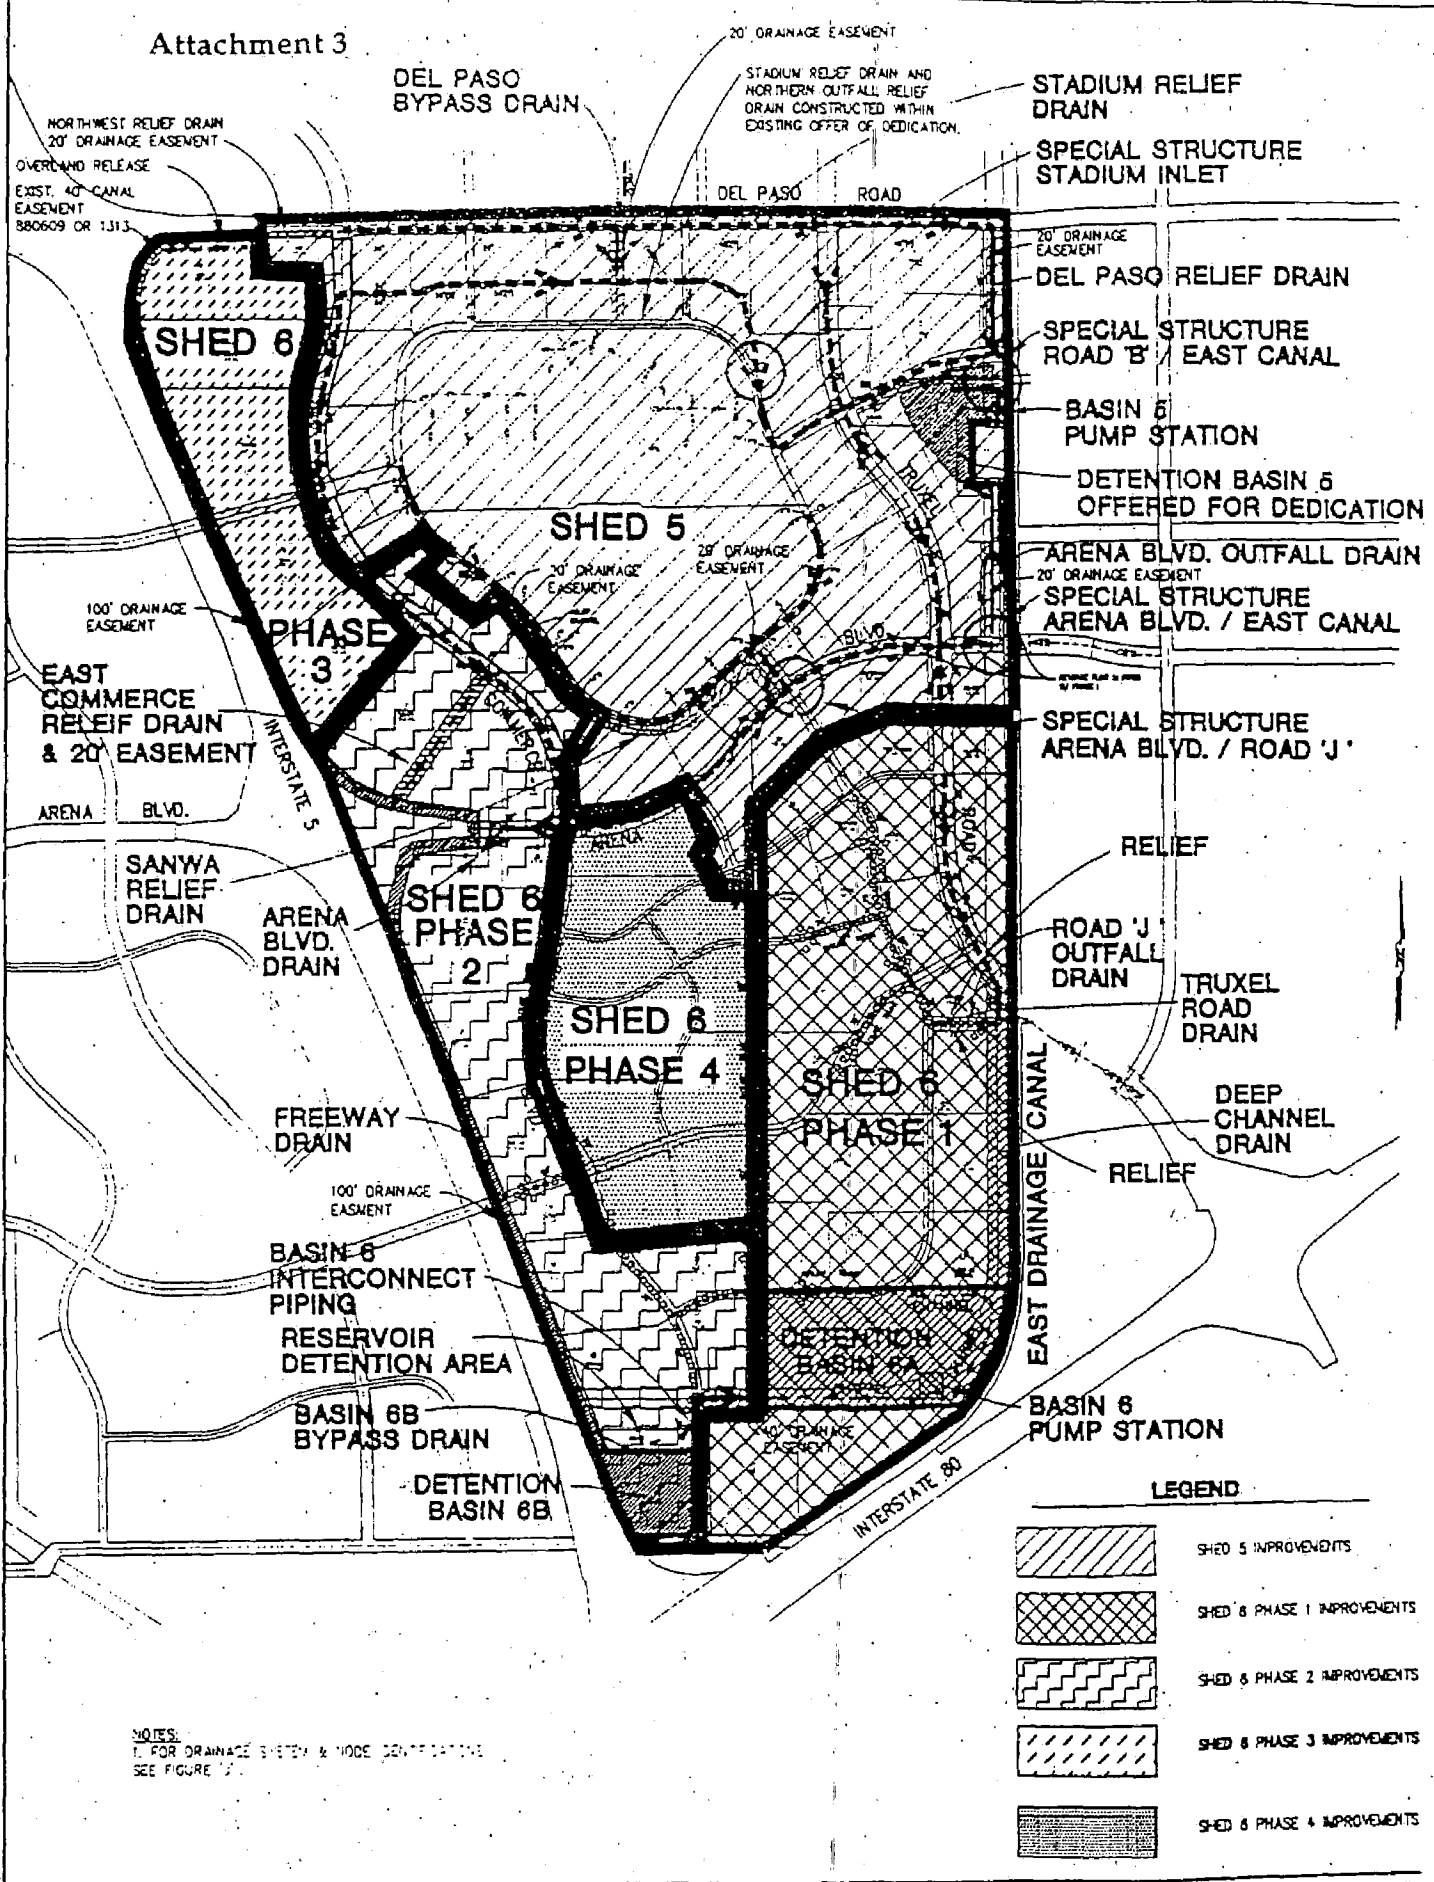 Attachment 3
20' DRAINAGE EASEMENT
DEL PASO
BYPASS DRAIN
STADIUM RELIEF DRAIN AND
NORTHERN OUTFALL RELIEF
DRAIN CONSTRUCTED WITHIN
EXISTING OFFER OF DEDICATION.
STADIUM RELIEF
DRAIN
NORTHWEST RELIEF DRAIN
20' DRAINAGE EASEMENT
OVERLAND RELEASE
EXIST. 40' CANAL
EASEMENT
880609 OR 1313
SPECIAL STRUCTURE
STADIUM INLET
DEL PASO ROAD
20' DRAINAGE
EASEMENT
DEL PASO RELIEF DRAIN
SPECIAL STRUCTURE
ROAD 'B' / EAST CANAL
BASIN 5
PUMP STATION
DETENTION BASIN 5
OFFERED FOR DEDICATION
SHED 6
TRUXEL
SHED 5
20' DRAINAGE
EASEMENT
20' DRAINAGE
EASEMENT
ARENA BLVD. OUTFALL DRAIN
20' DRAINAGE EASEMENT
SPECIAL STRUCTURE
ARENA BLVD. / EAST CANAL
100' DRAINAGE
EASEMENT
PHASE
3
BLVD.
EAST
COMMERCE
RELEIF DRAIN
& 20' EASEMENT
COMMERCE
SPECIAL STRUCTURE
ARENA BLVD. / ROAD 'J'
INTERSTATE 5
ARENA BLVD.
ARENA
RELIEF
SANWA
RELIEF
DRAIN
ARENA
BLVD.
DRAIN
SHED 6
PHASE
2
ROAD 'J'
OUTFALL
DRAIN
TRUXEL
ROAD
DRAIN
SHED 6
PHASE 4
SHED 6
PHASE 1
DEEP
CHANNEL
DRAIN
FREEWAY
DRAIN
RELIEF
EAST DRAINAGE CANAL
100' DRAINAGE
EASMENT
BASIN 6
INTERCONNECT
PIPING
RESERVOIR
DETENTION AREA
DETENTION
BASIN 6A
BASIN 6B
BYPASS DRAIN
40' DRAINAGE
EASEMENT
BASIN 6
PUMP STATION
DETENTION
BASIN 6B
INTERSTATE 80
LEGEND
SHED 5 IMPROVEMENTS
SHED 6 PHASE 1 IMPROVEMENTS
SHED 6 PHASE 2 IMPROVEMENTS
SHED 6 PHASE 3 IMPROVEMENTS
SHED 6 PHASE 4 IMPROVEMENTS
NOTES:
1. FOR DRAINAGE SYSTEM & NODE IDENTIFICATIONS
SEE FIGURE